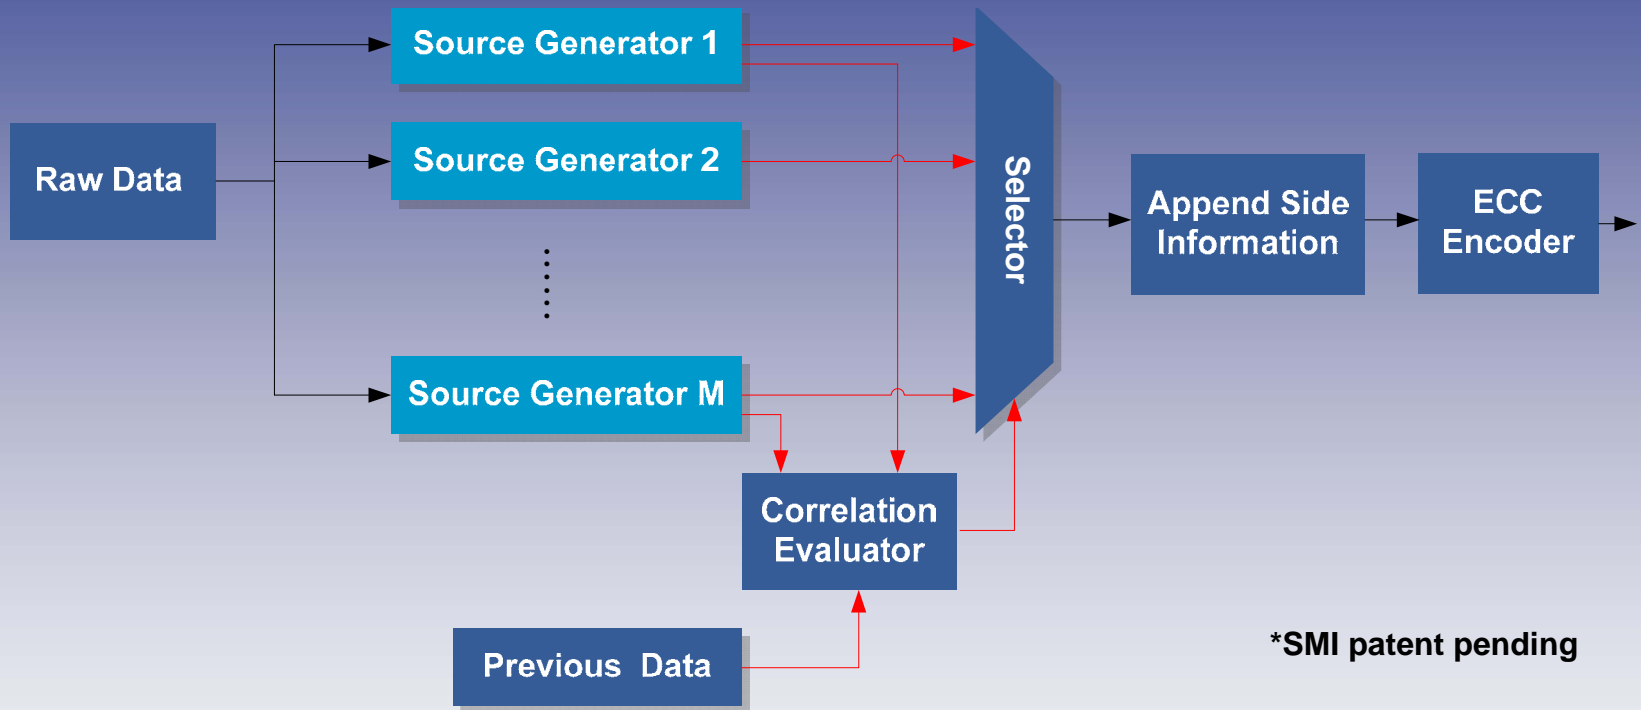 Source Generator 1
Source Generator 2
Raw Data
Source Generator M
Selector
Append Side
Information
ECC
Encoder
Correlation
Evaluator
Previous Data
*SMI patent pending